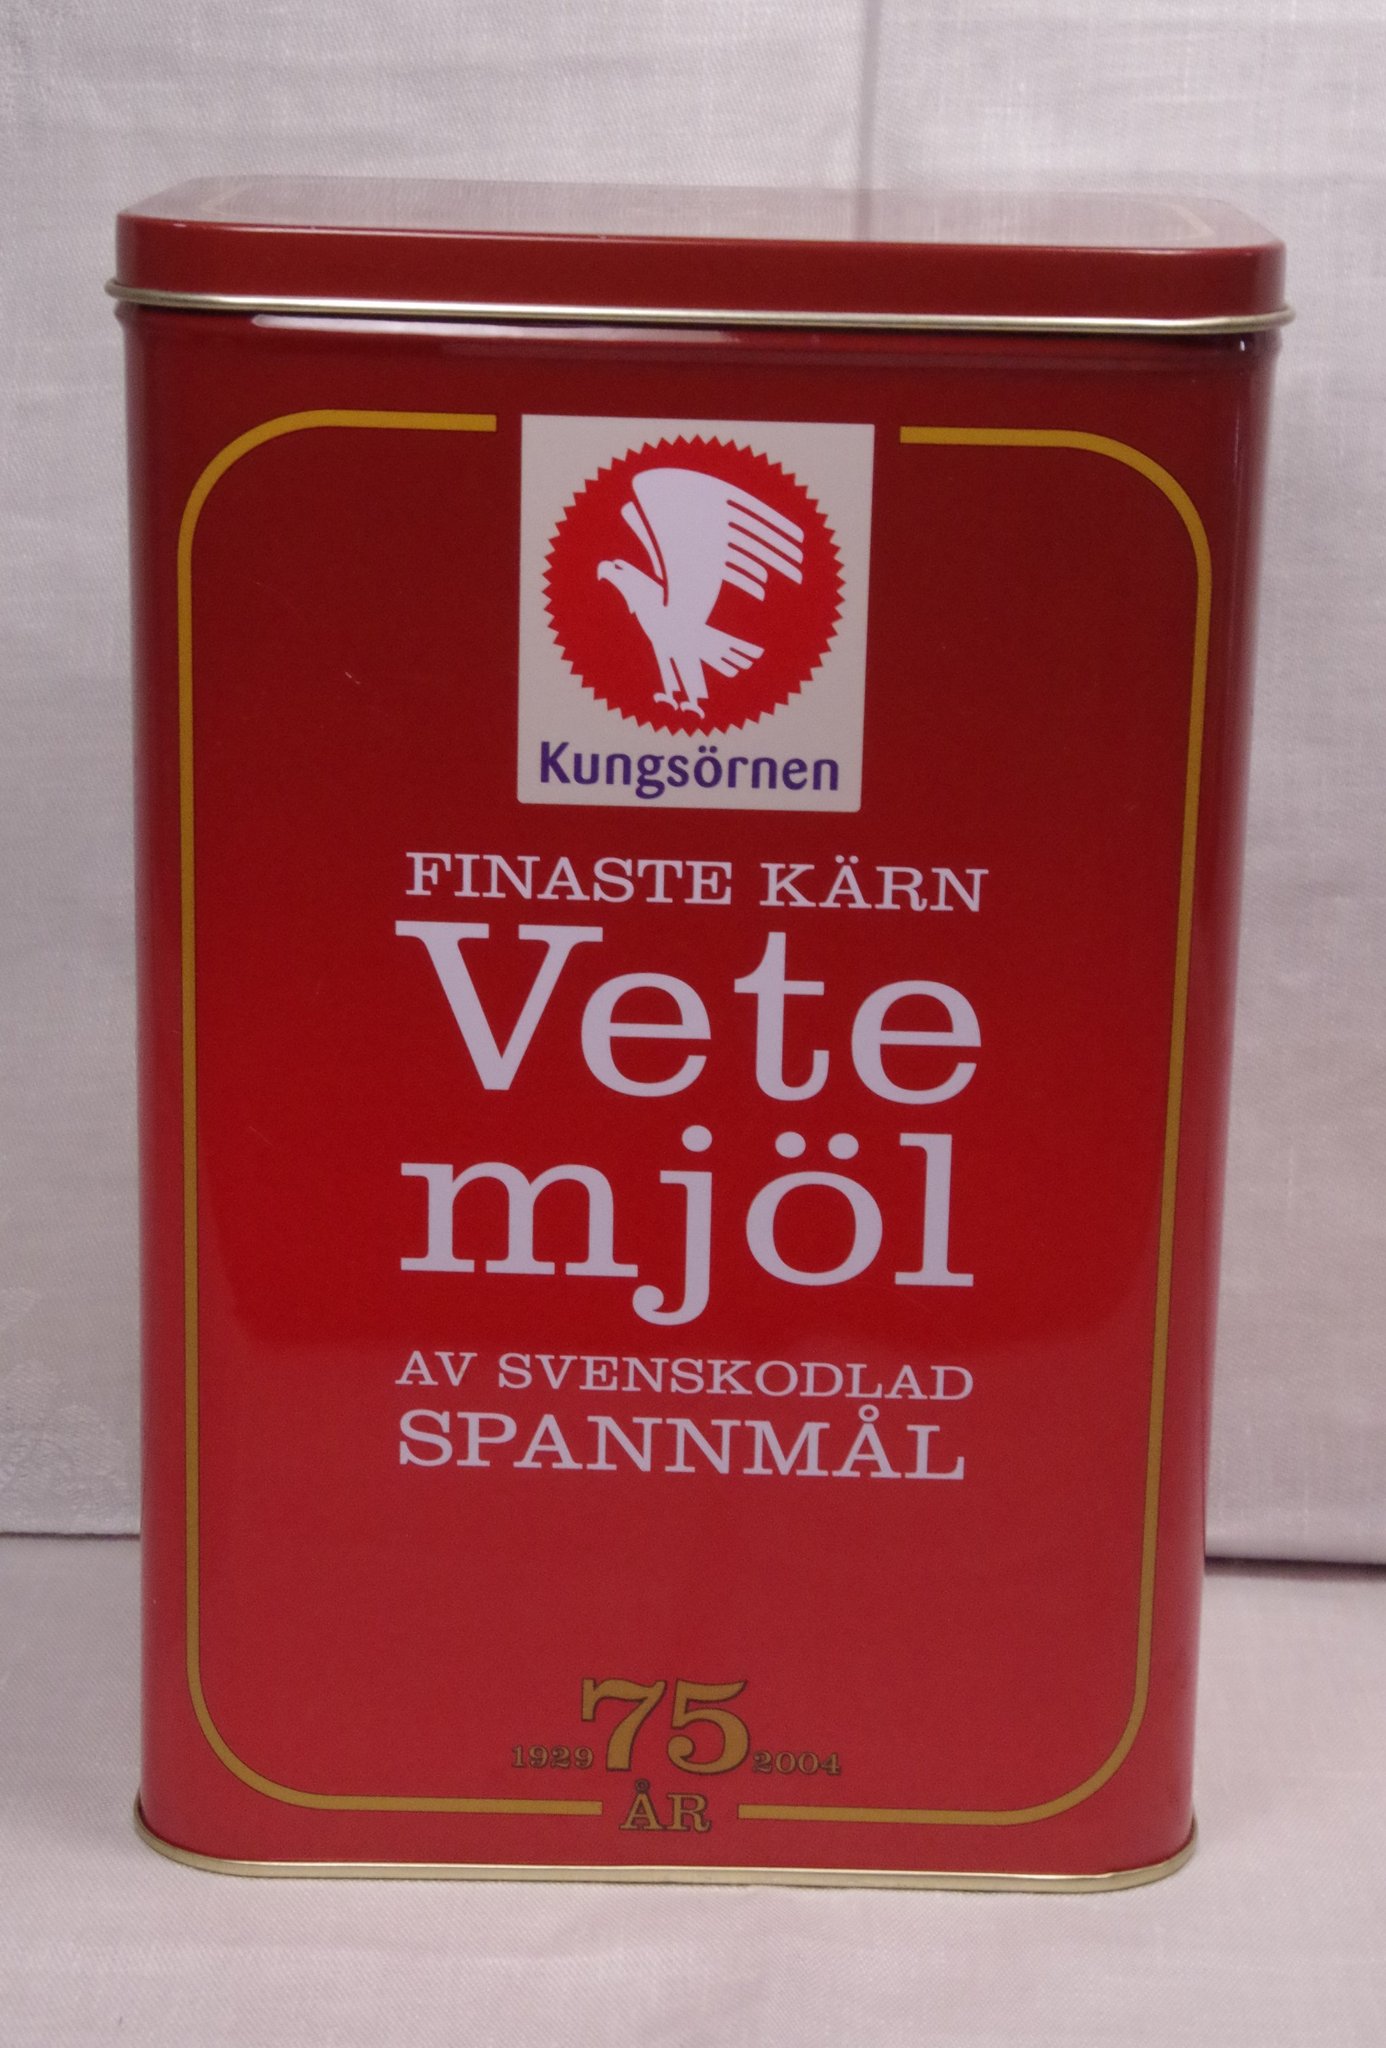 Kungsörnen
FINASTE KÄRN
Vete
mjöl
AV SVENSKODLAD
SPANNMÅL
1929 75 2004
ÅR